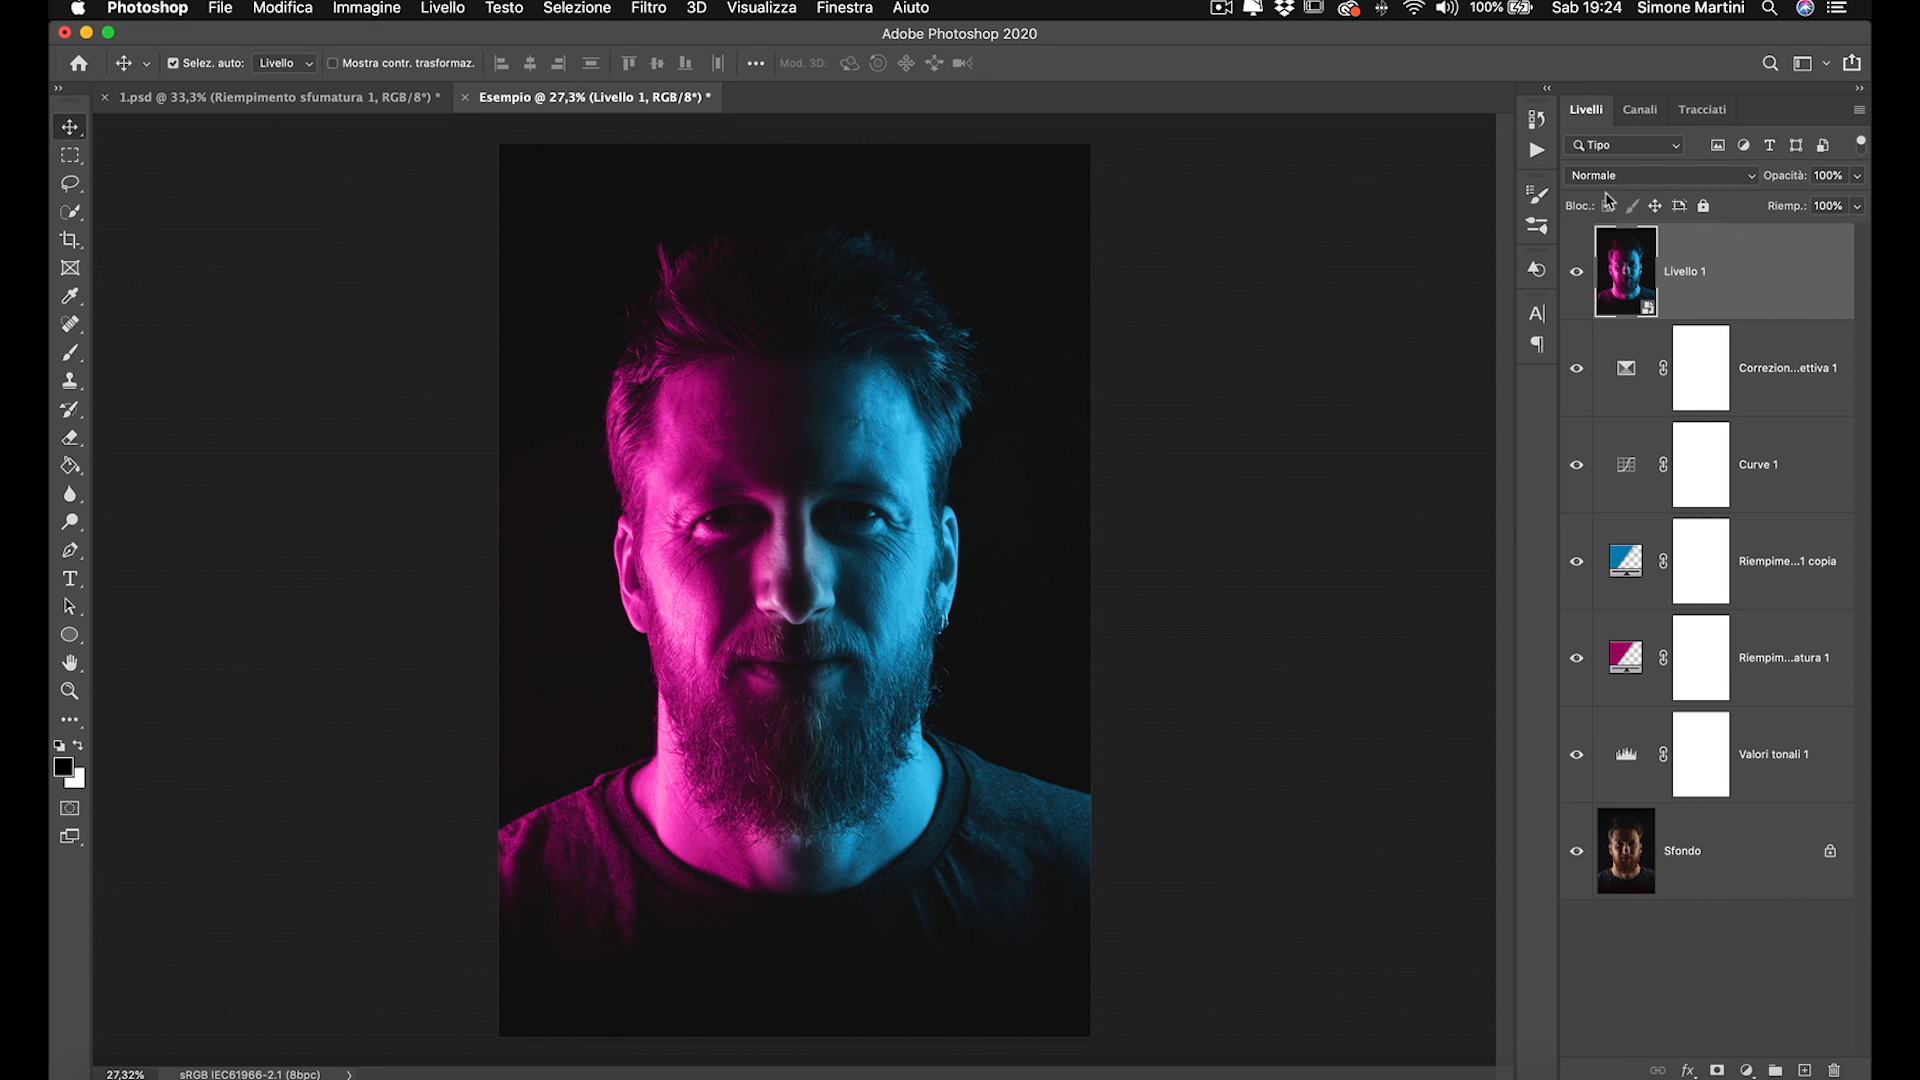 Photoshop File Modifica Immagine Livello Testo Selezione Filtro 3D Visualizza Finestra Aiuto 100% Sab 19:24 Simone Martini
Adobe Photoshop 2020
Selez. auto: Livello Mostra contr. trasformaz. ••• Mod. 3D:
1.psd @ 33,3% (Riempimento sfumatura 1, RGB/8*) * Esempio @ 27,3% (Livello 1, RGB/8*) *
Livelli Canali Tracciati
Tipo
Normale Opacità: 100%
Bloc.: Riemp.: 100%
Livello 1
Correzion...ettiva 1
Curve 1
Riempime...1 copia
Riempim...atura 1
Valori tonali 1
Sfondo
27,32% sRGB IEC61966-2.1 (8bpc)